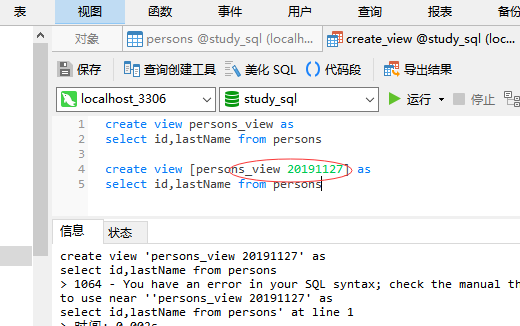 表 视图 函数 事件 用户 查询 报表 备份
对象 persons @study_sql (localh... create_view @study_sql (loc...
保存 查询创建工具 美化 SQL () 代码段 导出结果
localhost_3306 study_sql 运行 停止
1 create view persons_view as
2 select id,lastName from persons
3
4 create view [persons_view 20191127] as
5 select id,lastName from persons
信息 状态
create view 'persons_view 20191127' as
select id,lastName from persons
> 1064 - You have an error in your SQL syntax; check the manual th
to use near ''persons_view 20191127' as
select id,lastName from persons' at line 1
> 时间: 0.002s